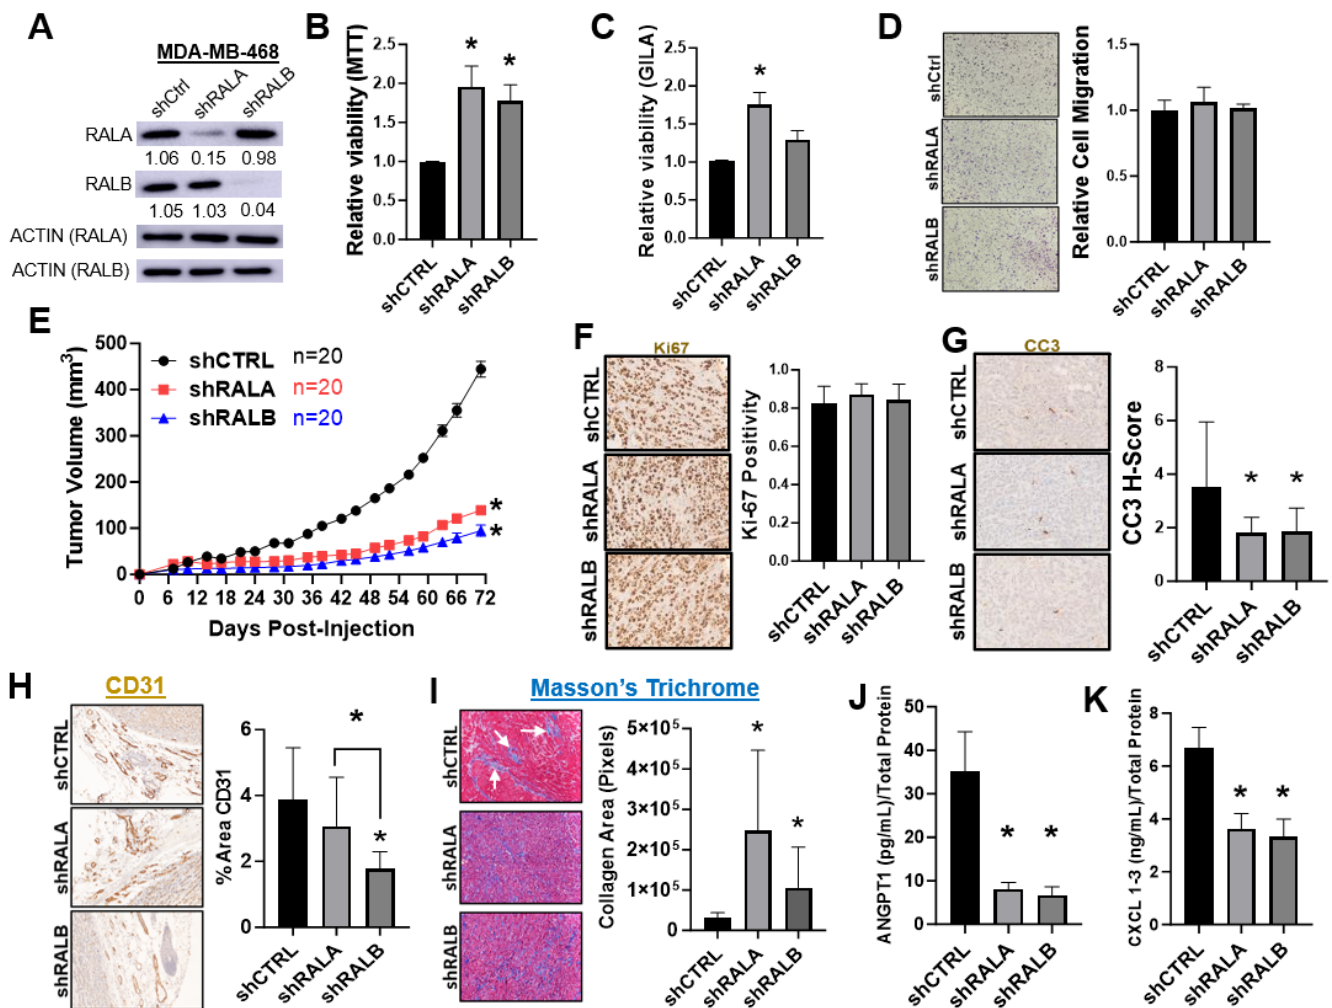 A
MDA-MB-468
shCtrl shRALA shRALB
RALA
1.06 0.15 0.98
RALB
1.05 1.03 0.04
ACTIN (RALA)
ACTIN (RALB)
B
Relative viability (MTT)
2.5
2.0
1.5
1.0
0.5
0.0
* *
shCTRL shRALA shRALB
C
Relative viability (GILA)
2.5
2.0
1.5
1.0
0.5
0.0
*
shCTRL shRALA shRALB
D
shCtrl
shRALA
shRALB
Relative Cell Migration
1.5
1.0
0.5
0.0
shCTRL shRALA shRALB
E
Tumor Volume (mm³)
500
400
300
200
100
0
shCTRL n=20
shRALA n=20
shRALB n=20
*
*
0 6 12 18 24 30 36 42 48 54 60 66 72
Days Post-Injection
F
Ki67
shCTRL
shRALA
shRALB
Ki-67 Positivity
1.0
0.8
0.6
0.4
0.2
0.0
shCTRL shRALA shRALB
G
CC3
shCTRL
shRALA
shRALB
CC3 H-Score
8
6
4
2
0
* *
shCTRL shRALA shRALB
H
CD31
shCTRL
shRALA
shRALB
%Area CD31
6
4
2
0
*
*
shCTRL shRALA shRALB
I
Masson's Trichrome
shCTRL
shRALA
shRALB
Collagen Area (Pixels)
5×10⁵
4×10⁵
3×10⁵
2×10⁵
1×10⁵
0
* *
shCTRL shRALA shRALB
J
ANGPT1 (pg/mL)/Total Protein
50
40
30
20
10
0
* *
shCTRL shRALA shRALB
K
CXCL 1-3 (ng/mL)/Total Protein
8
6
4
2
0
* *
shCTRL shRALA shRALB